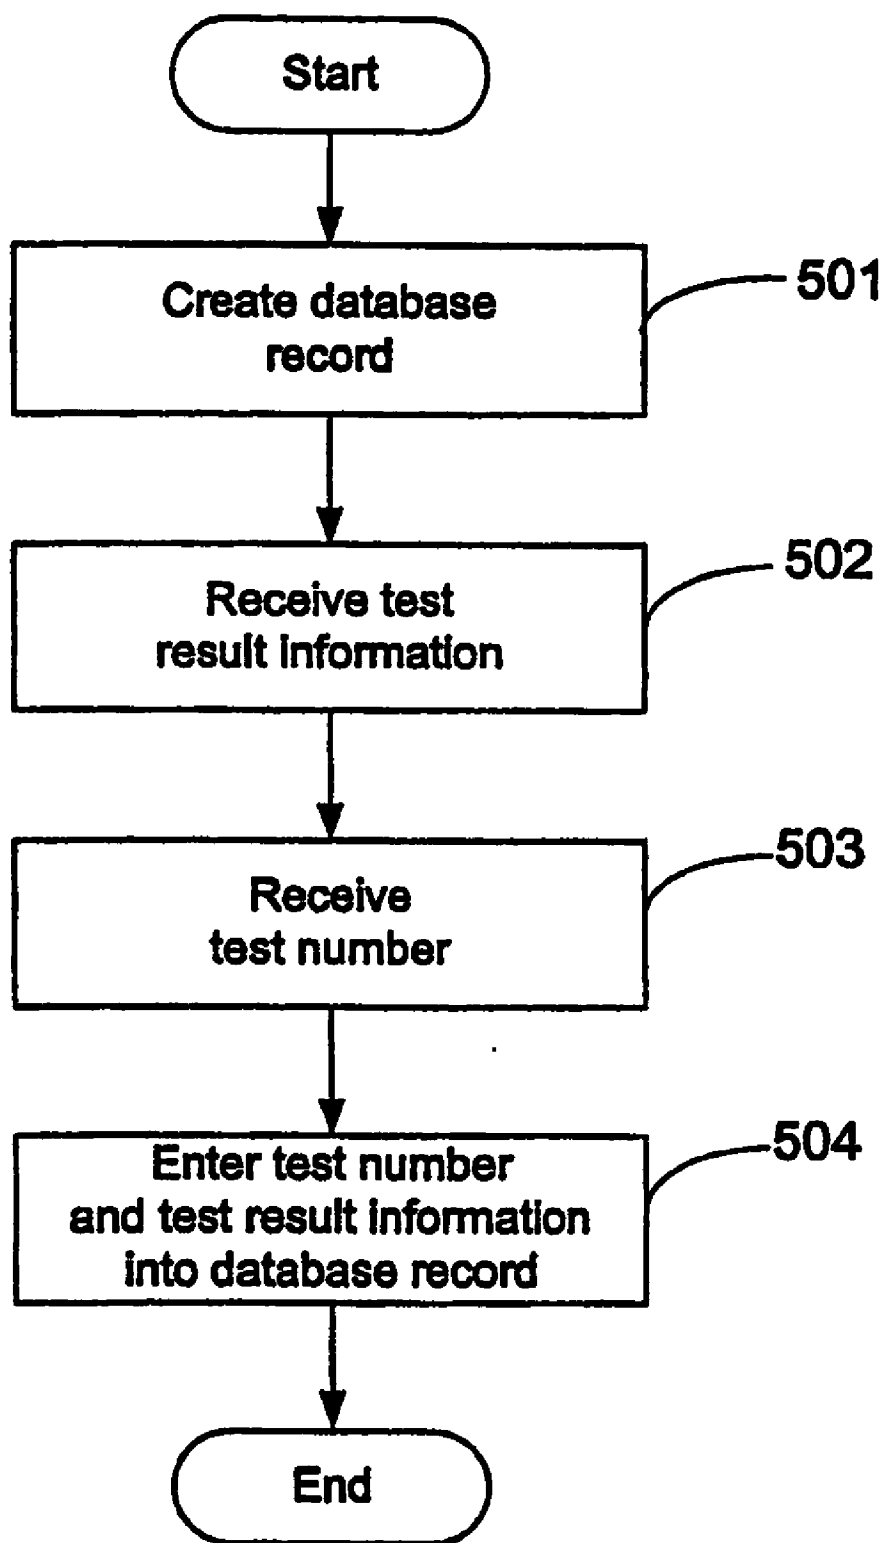 Start
Create database
record
501
Receive test
result information
502
Receive
test number
503
Enter test number
and test result information
into database record
504
End